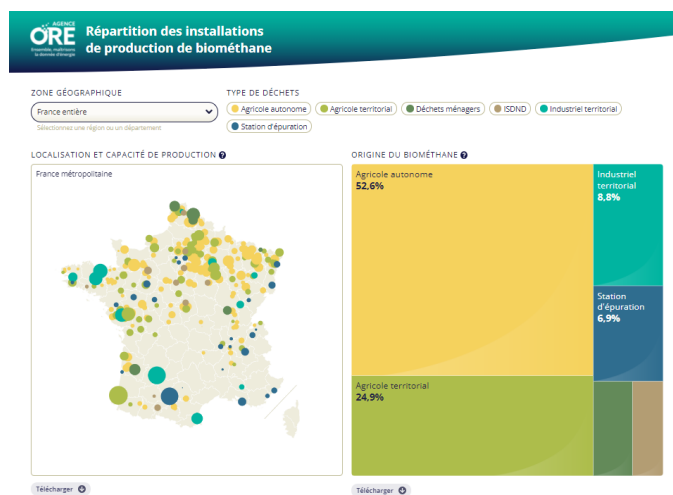 AGENCE
ORE
Ensemble, maîtrisons
la donnée d'énergie
Répartition des installations
de production de biométhane
ZONE GÉOGRAPHIQUE
France entière
Sélectionnez une région ou un département
TYPE DE DÉCHETS
Agricole autonome
Agricole territorial
Déchets ménagers
ISDND
Industriel territorial
Station d'épuration
LOCALISATION ET CAPACITÉ DE PRODUCTION ?
France métropolitaine
Télécharger
ORIGINE DU BIOMÉTHANE ?
Agricole autonome
52,6%
Industriel
territorial
8,8%
Station
d'épuration
6,9%
Agricole territorial
24,9%
Télécharger